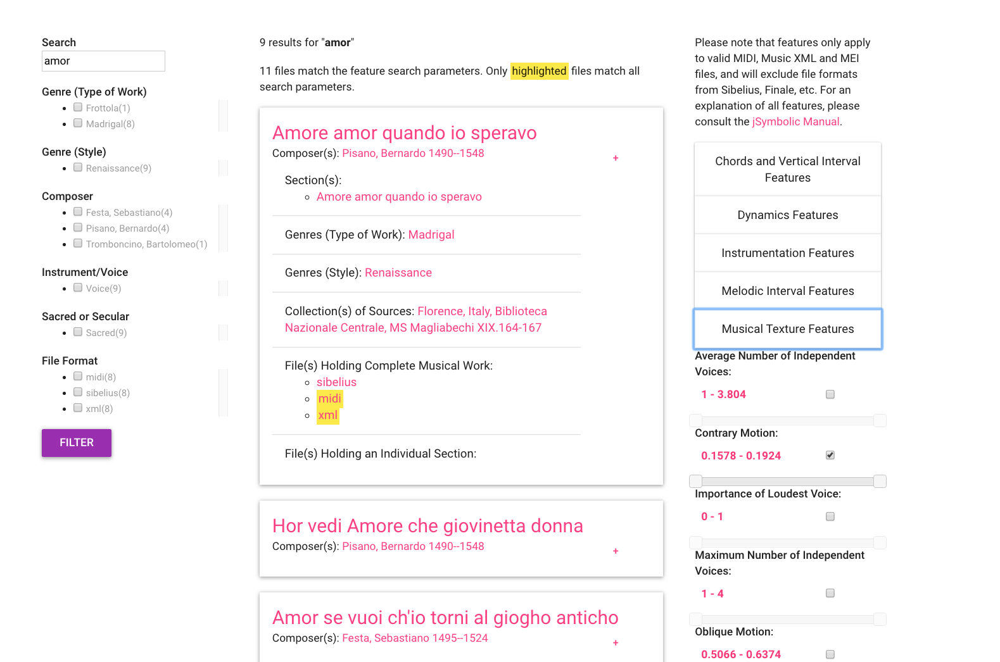 Search
amor
Genre (Type of Work)
Frottola(1)
Madrigal(8)
Genre (Style)
Renaissance(9)
Composer
Festa, Sebastiano(4)
Pisano, Bernardo(4)
Tromboncino, Bartolomeo(1)
Instrument/Voice
Voice(9)
Sacred or Secular
Sacred(9)
File Format
midi(8)
sibelius(8)
xml(8)
FILTER
9 results for "amor"
11 files match the feature search parameters. Only highlighted files match all
search parameters.
Amore amor quando io speravo
Composer(s): Pisano, Bernardo 1490--1548
+
Section(s):
Amore amor quando io speravo
Genres (Type of Work): Madrigal
Genres (Style): Renaissance
Collection(s) of Sources: Florence, Italy, Biblioteca
Nazionale Centrale, MS Magliabechi XIX.164-167
File(s) Holding Complete Musical Work:
sibelius
midi
xml
File(s) Holding an Individual Section:
Hor vedi Amore che giovinetta donna
Composer(s): Pisano, Bernardo 1490--1548
+
Amor se vuoi ch'io torni al giogho anticho
Composer(s): Festa, Sebastiano 1495--1524
+
Please note that features only apply
to valid MIDI, Music XML and MEI
files, and will exclude file formats
from Sibelius, Finale, etc. For an
explanation of all features, please
consult the jSymbolic Manual.
Chords and Vertical Interval
Features
Dynamics Features
Instrumentation Features
Melodic Interval Features
Musical Texture Features
Average Number of Independent
Voices:
1 - 3.804
Contrary Motion:
0.1578 - 0.1924
Importance of Loudest Voice:
0 - 1
Maximum Number of Independent
Voices:
1 - 4
Oblique Motion:
0.5066 - 0.6374